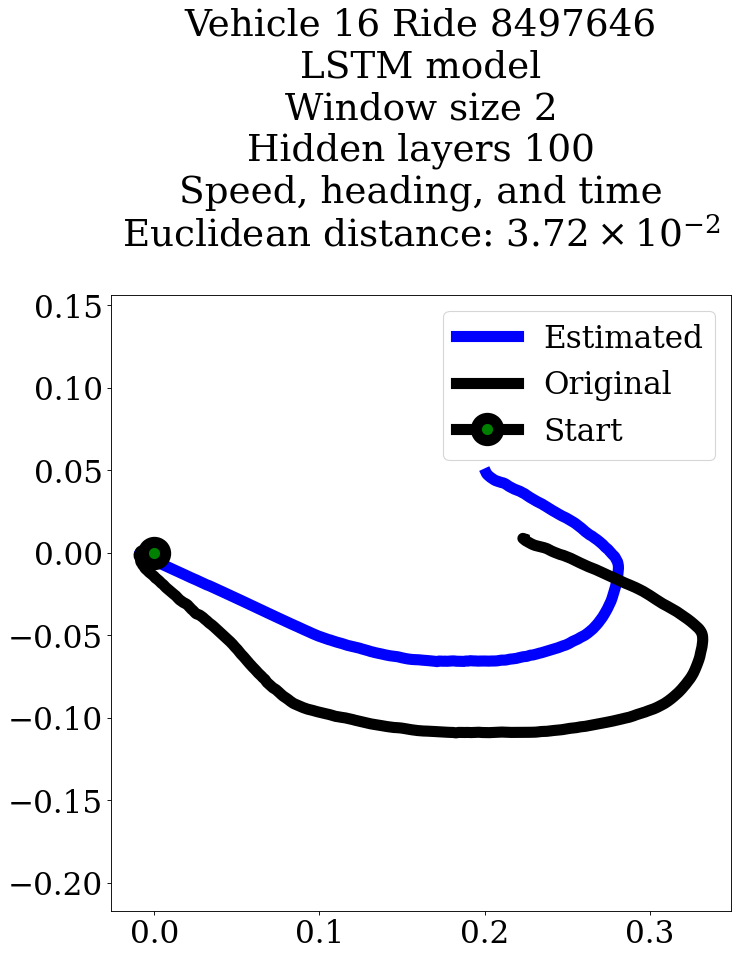 Vehicle 16 Ride 8497646
LSTM model
Window size 2
Hidden layers 100
Speed, heading, and time
Euclidean distance: 3.72 × 10⁻²
Estimated
Original
Start
0.15
0.10
0.05
0.00
−0.05
−0.10
−0.15
−0.20
0.0 0.1 0.2 0.3